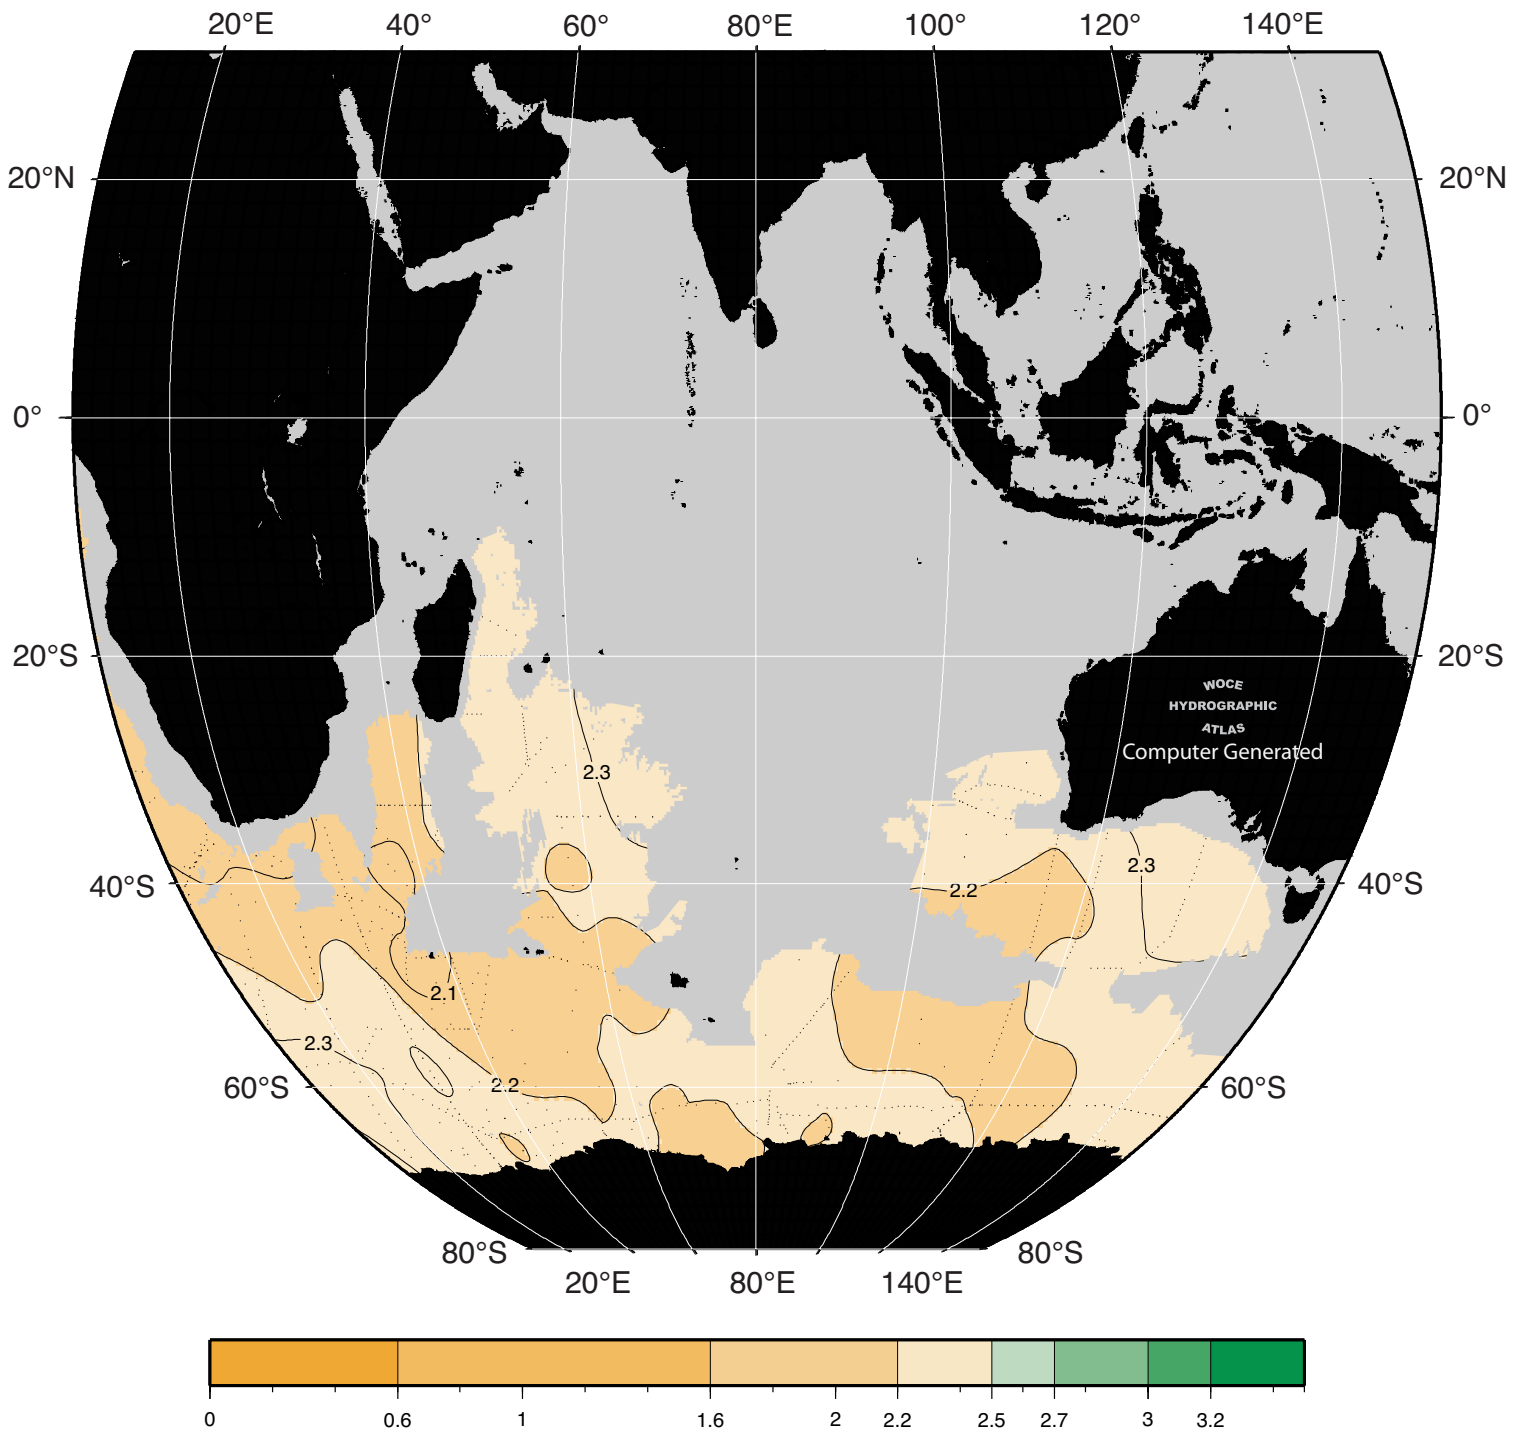 20°E 40° 60° 80°E 100° 120° 140°E
20°N 20°N
0° 0°
20°S 20°S
WOCE
HYDROGRAPHIC
ATLAS
Computer Generated
2.3
2.3
40°S 2.2 40°S
2.1
2.3
60°S 2.2 60°S
80°S 80°S
20°E 80°E 140°E
0 0.6 1 1.6 2 2.2 2.5 2.7 3 3.2